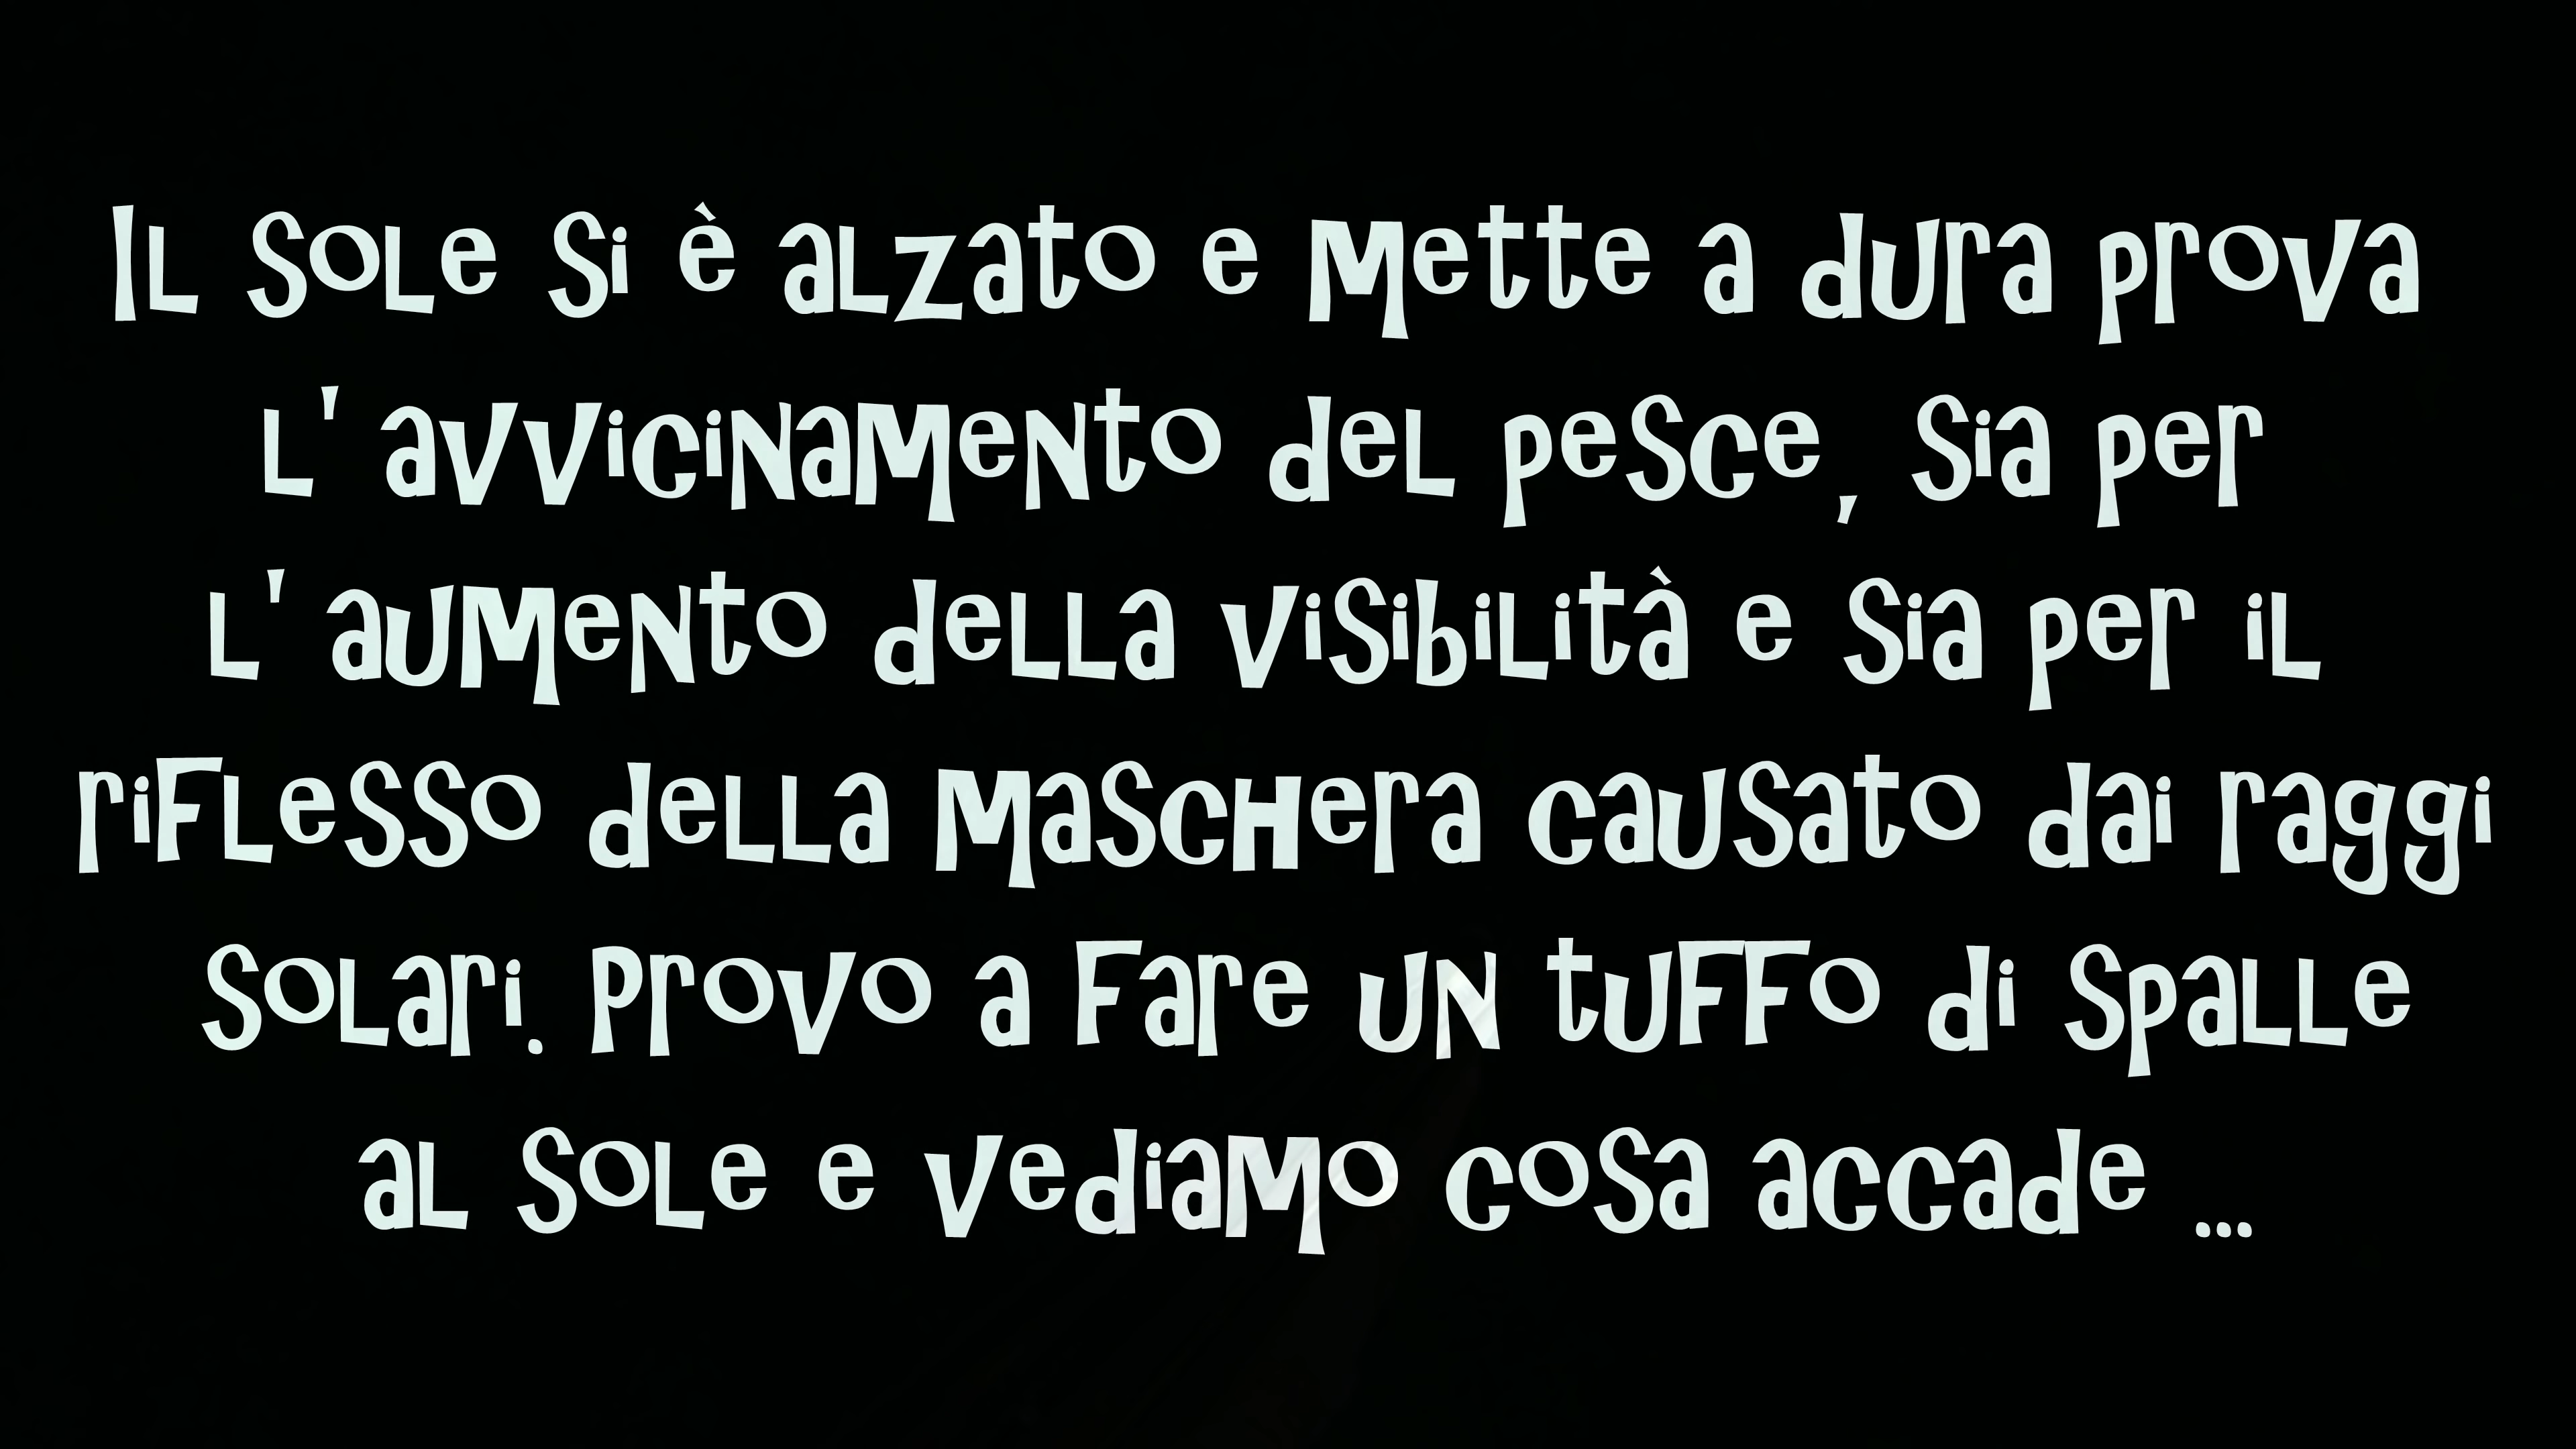 Il sole si è alzato e mette a dura prova
l' avvicinamento del pesce, sia per
l' aumento della visibilità e sia per il
riflesso della maschera causato dai raggi
solari. Provo a fare un tuffo di spalle
al sole e vediamo cosa accade ...